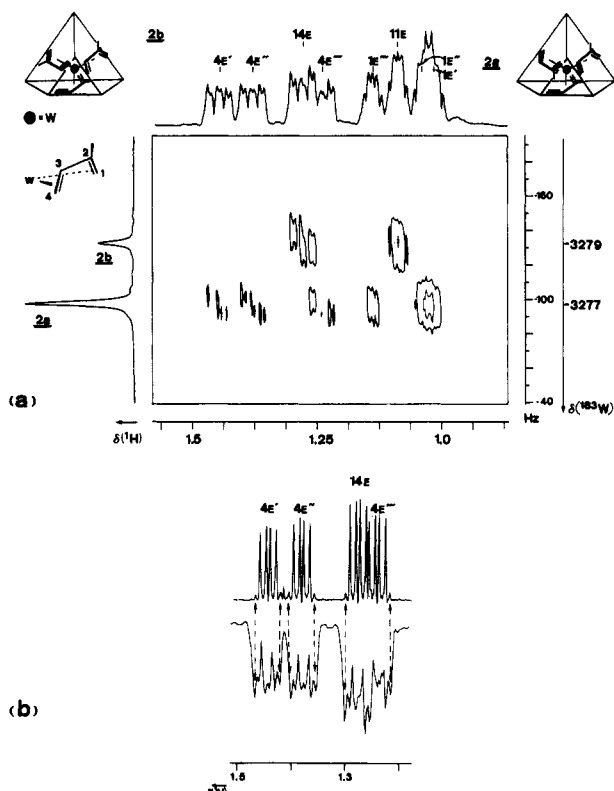 2b 14E 11E
4E' 4E'' 4E''' 1E''' 1E'' 2a
1E'
● = W
2
3
W 1
4
160
2b 3279
2a 100 3277
(a) 40
Hz δ(¹⁸³W)
δ(¹H) 1.5 1.25 1.0
14E
4E' 4E'' 4E'''
(b)
1.5 1.3